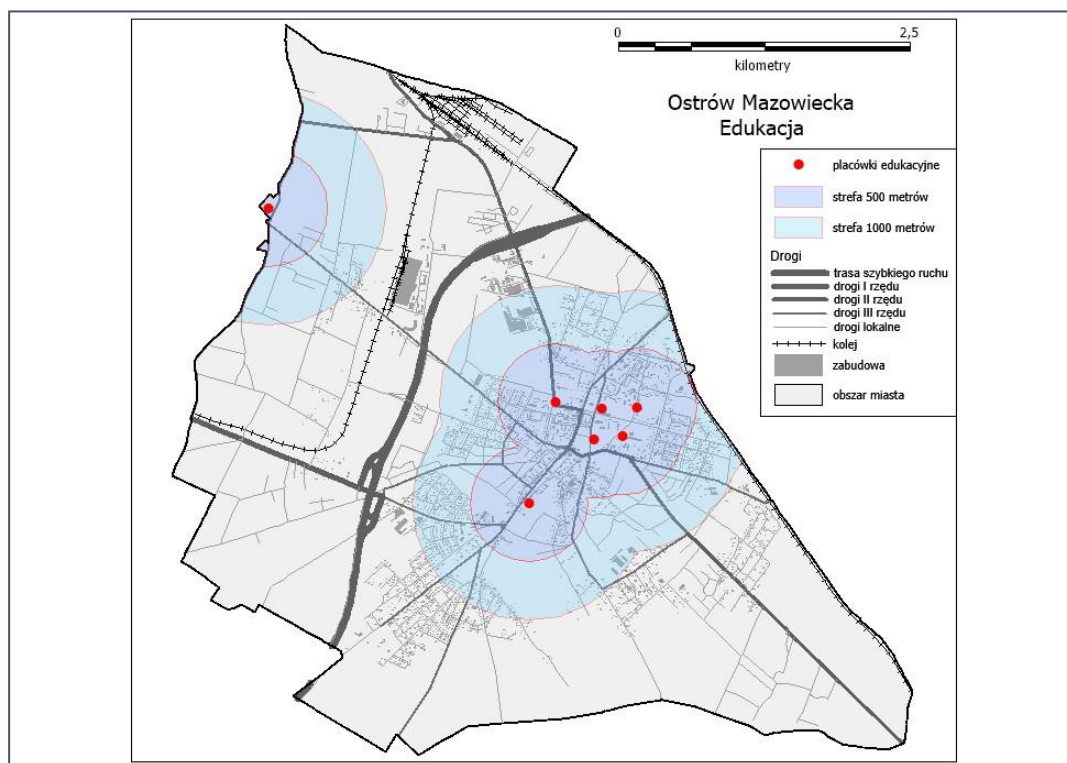 0 2,5
kilometry
Ostrów Mazowiecka
Edukacja
placówki edukacyjne
strefa 500 metrów
strefa 1000 metrów
Drogi
trasa szybkiego ruchu
drogi I rzędu
drogi II rzędu
drogi III rzędu
drogi lokalne
kolej
zabudowa
obszar miasta